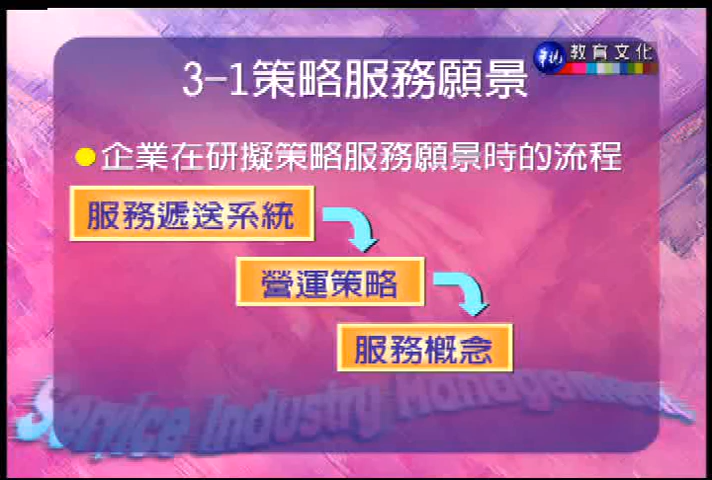 華視
教育文化
3-1策略服務願景
企業在研擬策略服務願景時的流程
服務遞送系統
營運策略
服務概念
Service Industry Management